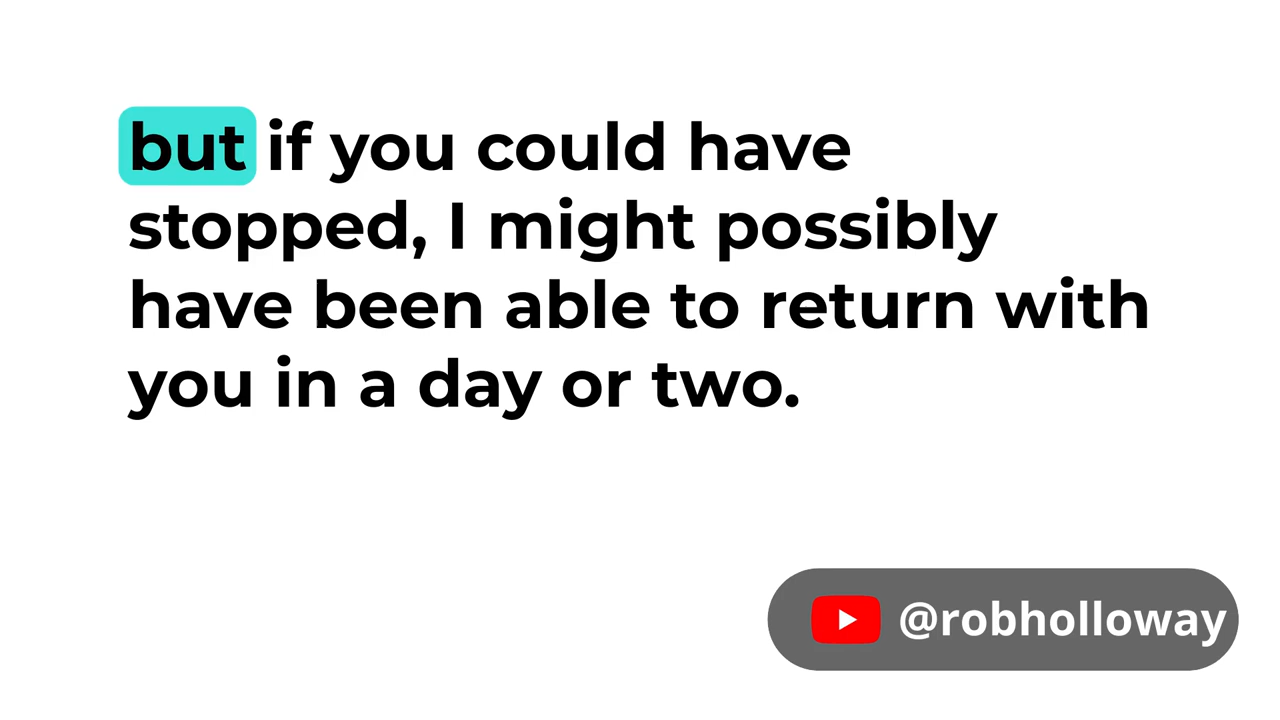 but if you could have
stopped, I might possibly
have been able to return with
you in a day or two.
@robholloway